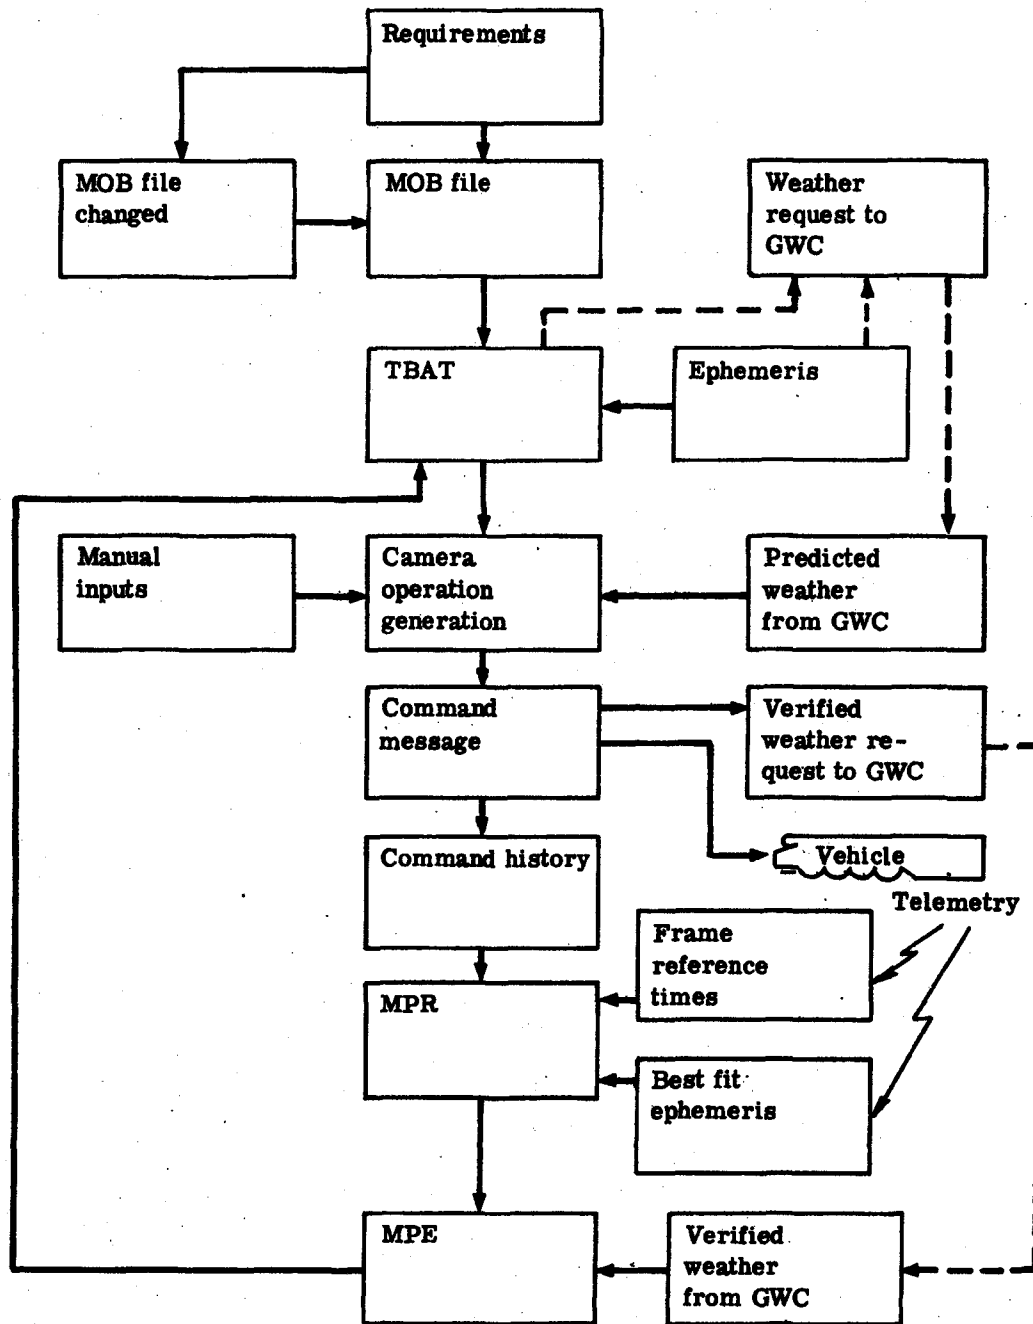 Requirements
MOB file
changed
MOB file
Weather
request to
GWC
TBAT
Ephemeris
Manual
inputs
Camera
operation
generation
Predicted
weather
from GWC
Command
message
Verified
weather re-
quest to GWC
Command history
Vehicle
Telemetry
Frame
reference
times
MPR
Best fit
ephemeris
MPE
Verified
weather
from GWC